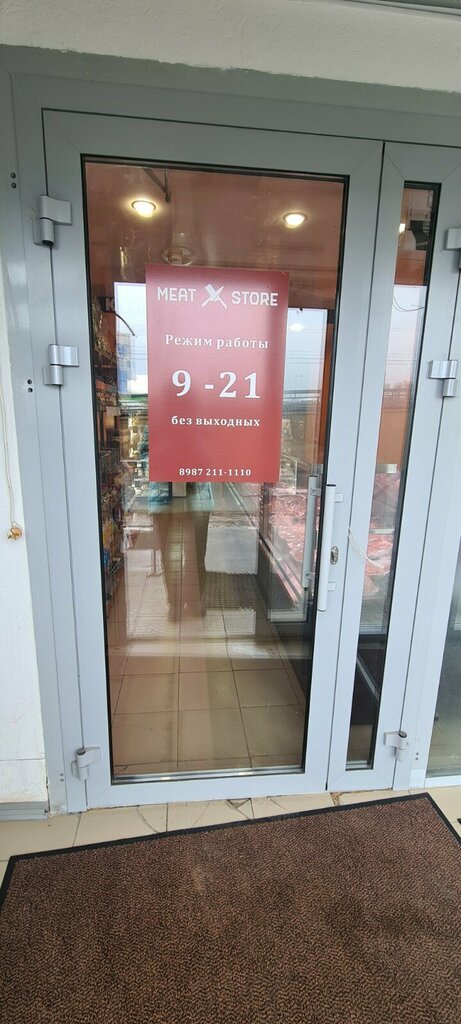 MEAT STORE
Режим работы
9 - 21
без выходных
8987 211-1110